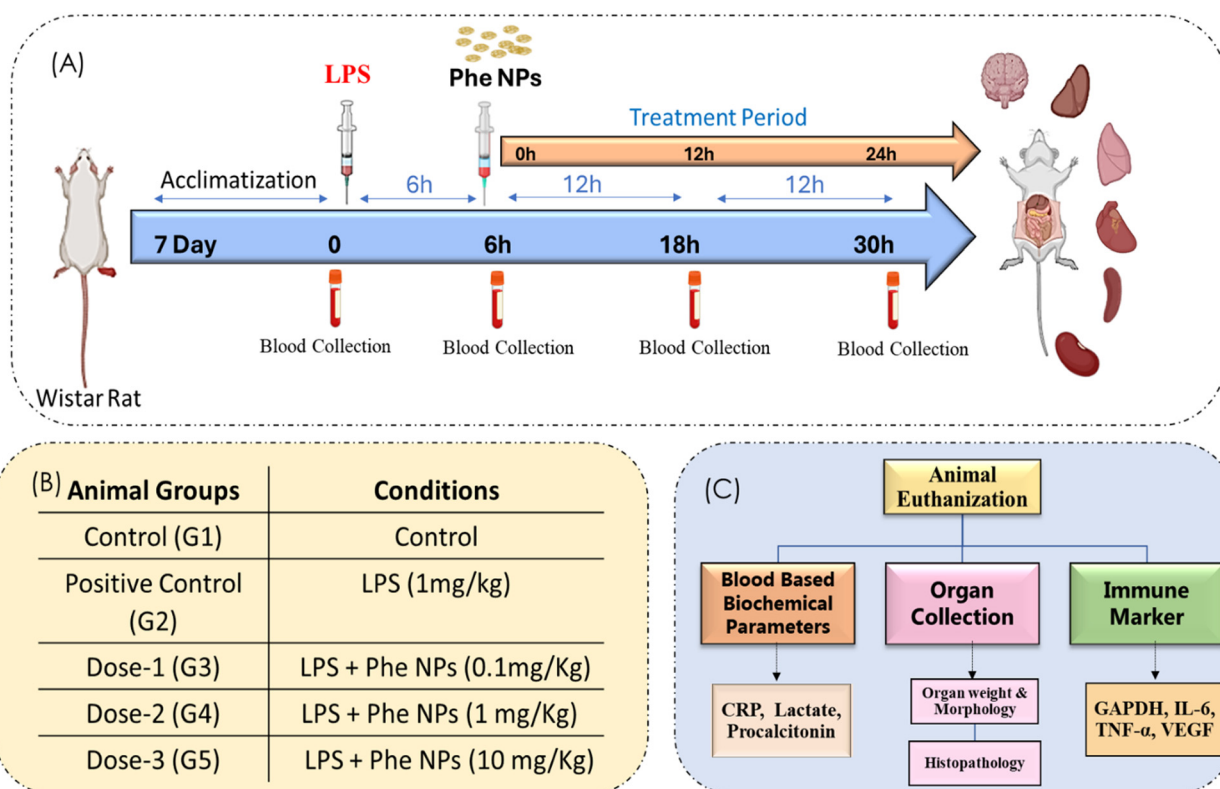 (A)
LPS
Phe NPs
Treatment Period
0h 12h 24h
Acclimatization 6h 12h 12h
7 Day 0 6h 18h 30h
Blood Collection Blood Collection Blood Collection Blood Collection
Wistar Rat
(B) Animal Groups Conditions
Control (G1) Control
Positive Control LPS (1mg/kg)
(G2)
Dose-1 (G3) LPS + Phe NPs (0.1mg/Kg)
Dose-2 (G4) LPS + Phe NPs (1 mg/Kg)
Dose-3 (G5) LPS + Phe NPs (10 mg/Kg)
(C)
Animal
Euthanization
Blood Based
Biochemical
Parameters
CRP, Lactate,
Procalcitonin
Organ
Collection
Organ weight &
Morphology
Histopathology
Immune
Marker
GAPDH, IL-6,
TNF-α, VEGF